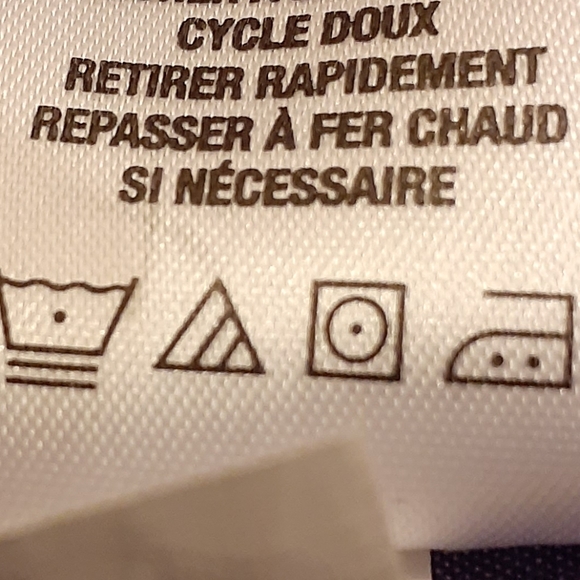 CYCLE DOUX
RETIRER RAPIDEMENT
REPASSER À FER CHAUD
SI NÉCESSAIRE